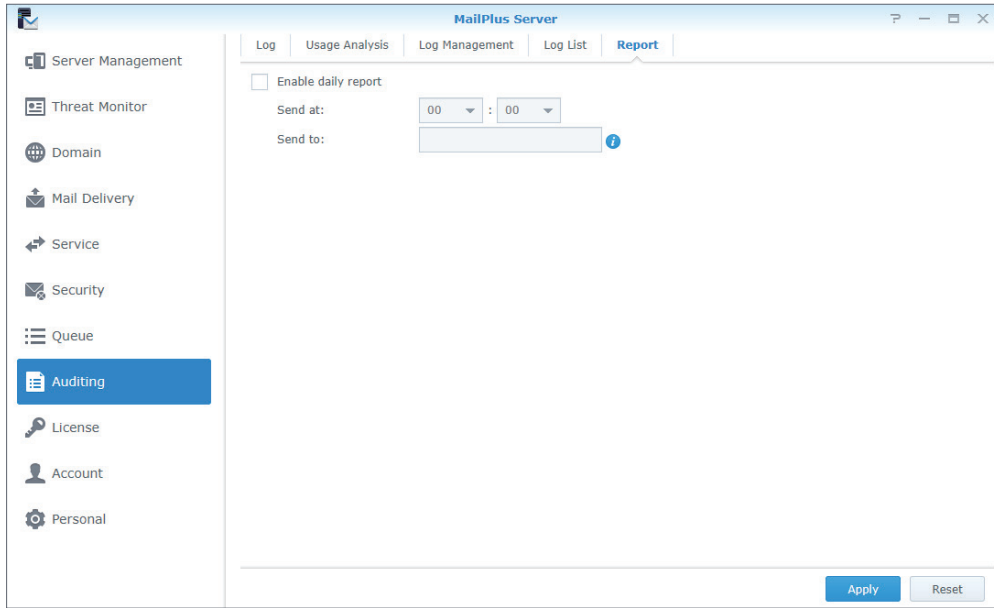 MailPlus Server
Server Management
Threat Monitor
Domain
Mail Delivery
Service
Security
Queue
Auditing
License
Account
Personal
Log Usage Analysis Log Management Log List Report
Enable daily report
Send at: 00 : 00
Send to:
Apply Reset